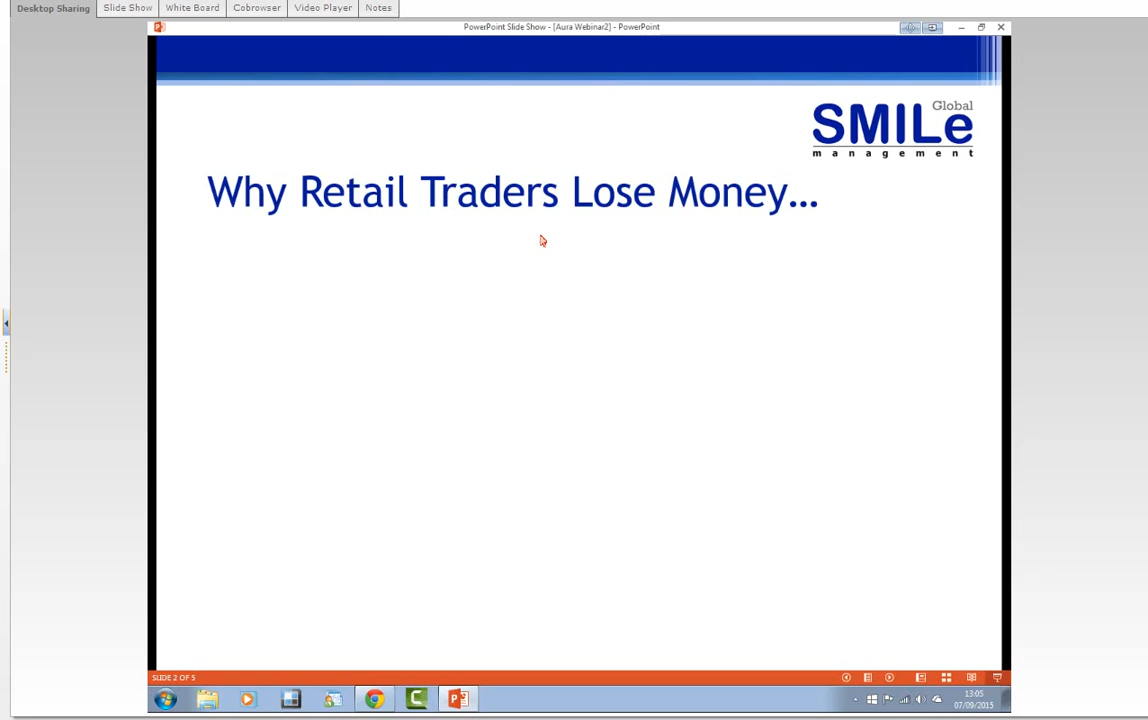 Desktop Sharing
Slide Show
White Board
Cobrowser
Video Player
Notes
PowerPoint Slide Show - [Aura Webinar2] - PowerPoint
Global
SMILe
management
Why Retail Traders Lose Money...
SLIDE 2 OF 5
13:05
07/09/2015